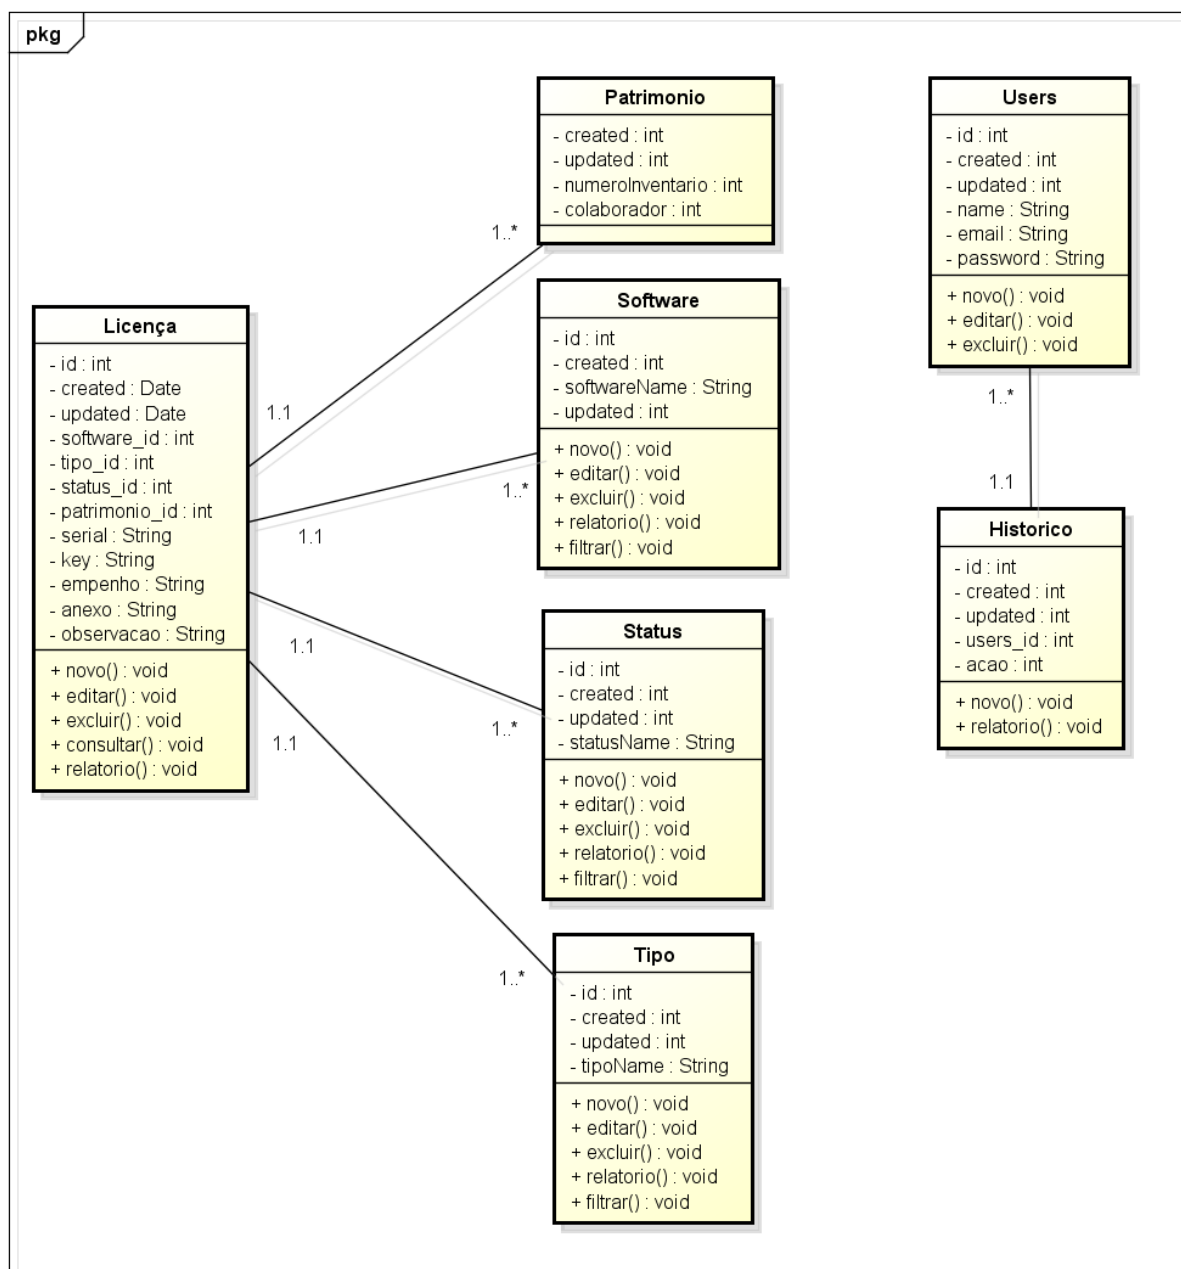 pkg
Patrimonio
- created : int
- updated : int
- numeroInventario : int
- colaborador : int
Users
- id : int
- created : int
- updated : int
- name : String
- email : String
- password : String
+ novo() : void
+ editar() : void
+ excluir() : void
1..*
1.1
Software
- id : int
- created : int
- softwareName : String
- updated : int
+ novo() : void
+ editar() : void
+ excluir() : void
+ relatorio() : void
+ filtrar() : void
Licença
- id : int
- created : Date
- updated : Date
- software_id : int
- tipo_id : int
- status_id : int
- patrimonio_id : int
- serial : String
- key : String
- empenho : String
- anexo : String
- observacao : String
+ novo() : void
+ editar() : void
+ excluir() : void
+ consultar() : void
+ relatorio() : void
1..*
1.1
1..*
1.1
1.1
1..*
1.1
1..*
Historico
- id : int
- created : int
- updated : int
- users_id : int
- acao : int
+ novo() : void
+ relatorio() : void
Status
- id : int
- created : int
- updated : int
- statusName : String
+ novo() : void
+ editar() : void
+ excluir() : void
+ relatorio() : void
+ filtrar() : void
Tipo
- id : int
- created : int
- updated : int
- tipoName : String
+ novo() : void
+ editar() : void
+ excluir() : void
+ relatorio() : void
+ filtrar() : void